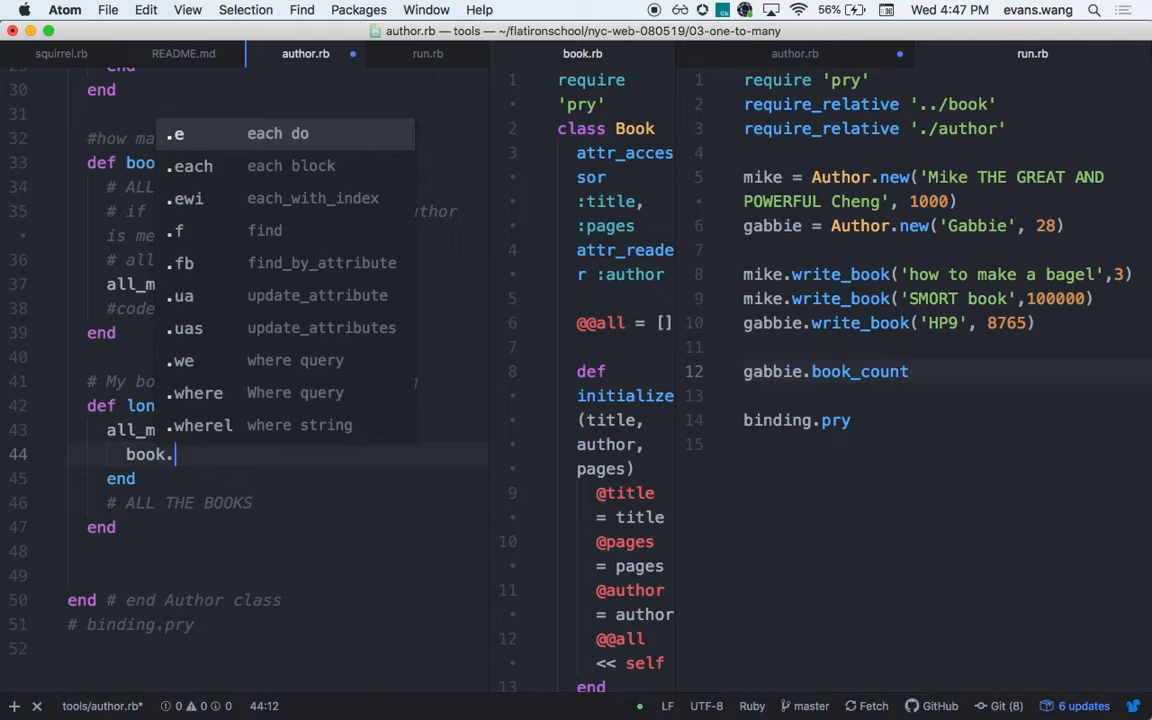 Atom File Edit View Selection Find Packages Window Help 56% Wed 4:47 PM evans.wang
author.rb — tools — ~/flatironschool/nyc-web-080519/03-one-to-many
squirrel.rb README.md author.rb run.rb
30 end
31
32 #how ma
33 def boo
34 # ALL
35 # if uthor
• is me
36 # all
37 all_m
38 #code
39 end
40
41 # My bo g
42 def lon
43 all_m
44 book.
45 end
46 # ALL THE BOOKS
47 end
48
49
50 end # end Author class
51 # binding.pry
52
.e each do
.each each block
.ewi each_with_index
.f find
.fb find_by_attribute
.ua update_attribute
.uas update_attributes
.we where query
.where Where query
.wherel where string
book.rb
1 require
• 'pry'
2 class Book
3 attr_acces
sor
:title,
:pages
4 attr_reade
r :author
5
6 @@all = []
7
8 def
initialize
(title,
author,
pages)
9 @title
• = title
10 @pages
• = pages
11 @author
• = author
12 @@all
• << self
13 end
author.rb run.rb
1 require 'pry'
2 require_relative '../book'
3 require_relative './author'
4
5 mike = Author.new('Mike THE GREAT AND
• POWERFUL Cheng', 1000)
6 gabbie = Author.new('Gabbie', 28)
7
8 mike.write_book('how to make a bagel',3)
9 mike.write_book('SMORT book',100000)
10 gabbie.write_book('HP9', 8765)
11
12 gabbie.book_count
13
14 binding.pry
15
tools/author.rb* 0 0 0 44:12 LF UTF-8 Ruby master Fetch GitHub Git (8) 6 updates